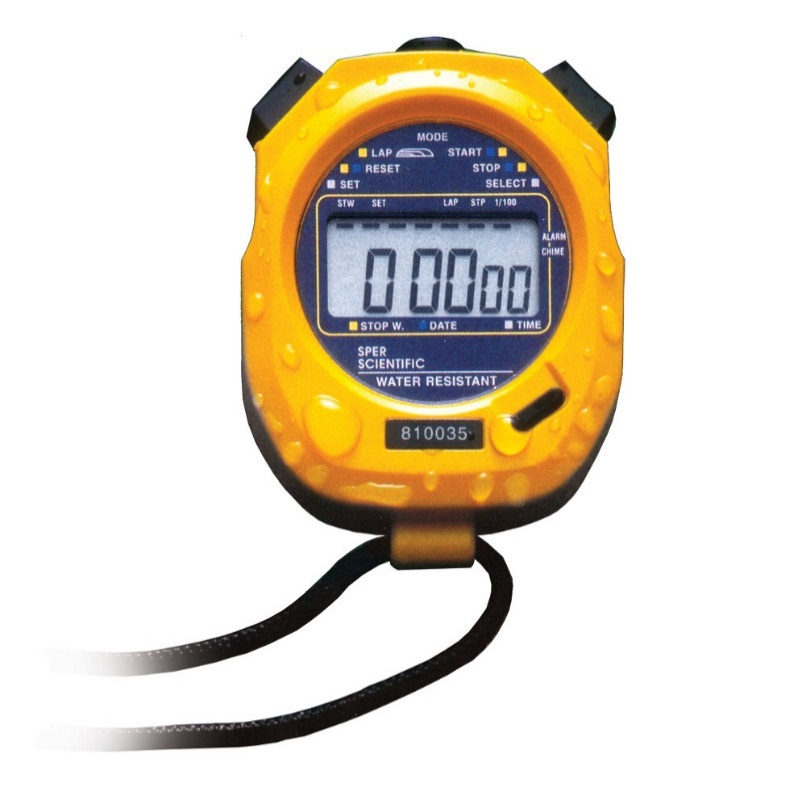 MODE
LAP START
RESET STOP
SET SELECT
STW SET LAP STP 1/100
0 00 00
ALARM
CHIME
STOP W. DATE TIME
SPER
SCIENTIFIC
WATER RESISTANT
810035